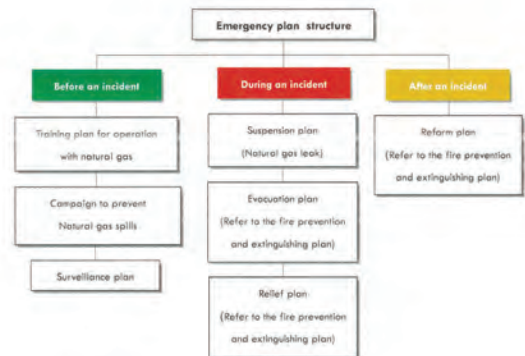 Emergency plan structure
Before an incident
Training plan for operation
with natural gas
Campaign to prevent
Natural gas spills
Surveillance plan
During an incident
Suspension plan
(Natural gas leak)
Evacuation plan
(Refer to the fire prevention
and extinguishing plan)
Relief plan
(Refer to the fire prevention
and extinguishing plan)
After an incident
Reform plan
(Refer to the fire prevention
and extinguishing plan)